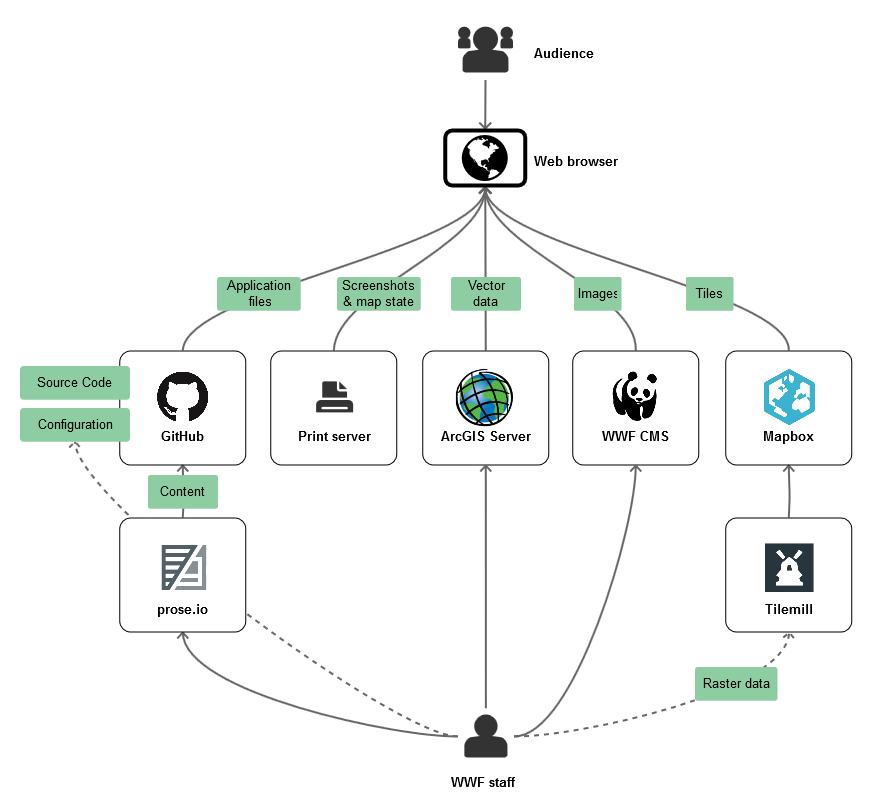 Audience
Web browser
Application
files
Screenshots
& map state
Vector
data
Images
Tiles
Source Code
Configuration
GitHub
Print server
ArcGIS Server
WWF CMS
Mapbox
Content
prose.io
Tilemill
Raster data
WWF staff